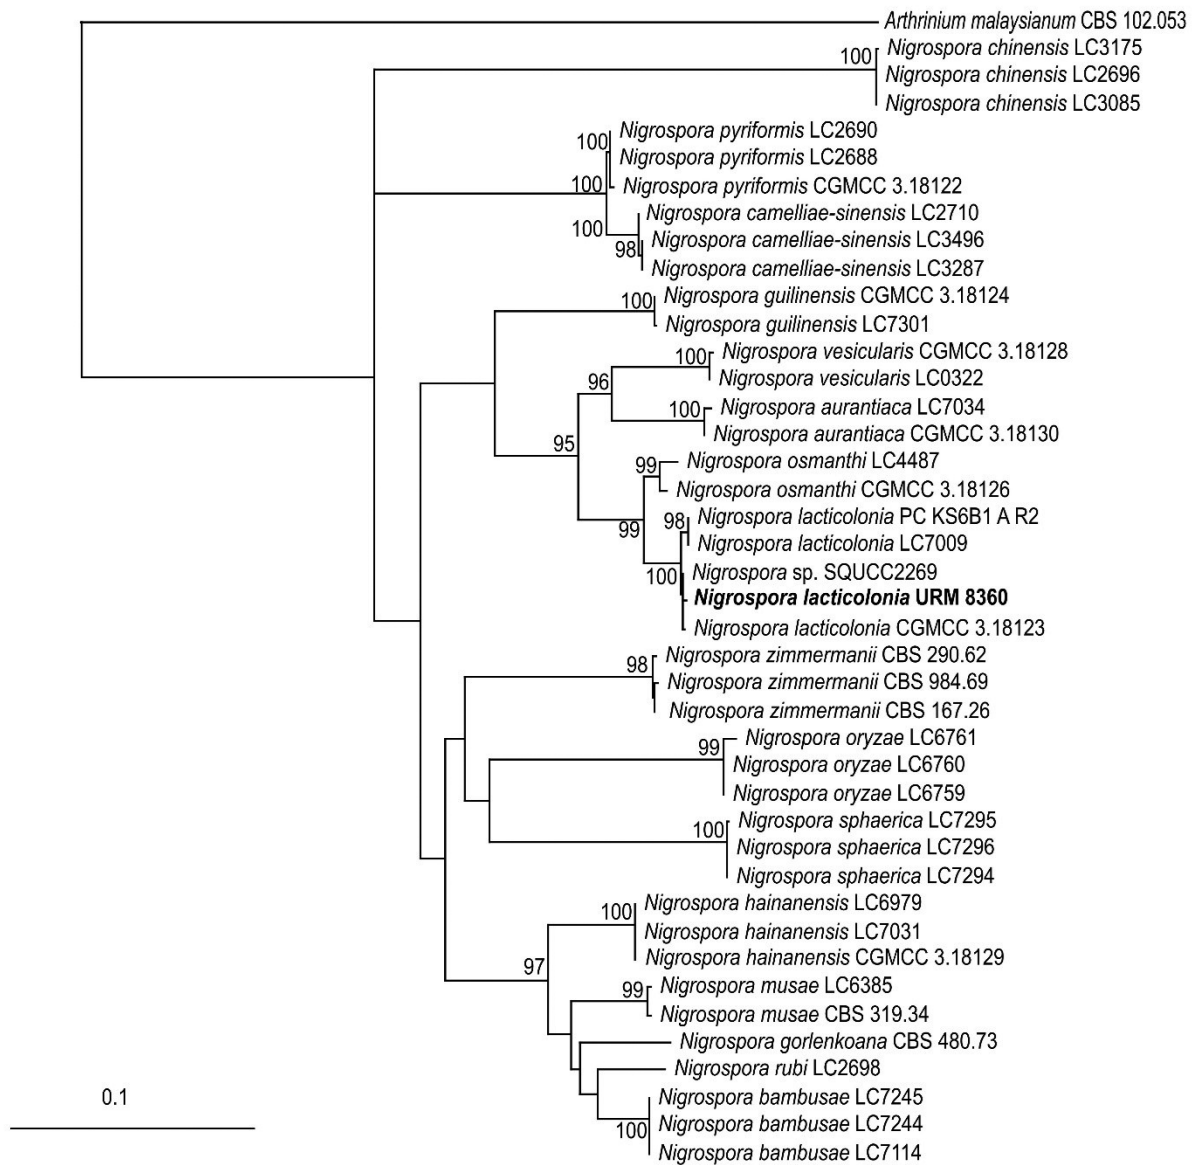 Arthrinium malaysianum CBS 102.053
Nigrospora chinensis LC3175
100
Nigrospora chinensis LC2696
Nigrospora chinensis LC3085
Nigrospora pyriformis LC2690
100
Nigrospora pyriformis LC2688
100
Nigrospora pyriformis CGMCC 3.18122
Nigrospora camelliae-sinensis LC2710
100
Nigrospora camelliae-sinensis LC3496
98
Nigrospora camelliae-sinensis LC3287
100
Nigrospora guilinensis CGMCC 3.18124
Nigrospora guilinensis LC7301
100
Nigrospora vesicularis CGMCC 3.18128
Nigrospora vesicularis LC0322
96
100
Nigrospora aurantiaca LC7034
Nigrospora aurantiaca CGMCC 3.18130
95
Nigrospora osmanthi LC4487
99
Nigrospora osmanthi CGMCC 3.18126
98
Nigrospora lacticolonia PC KS6B1 A R2
99
Nigrospora lacticolonia LC7009
100
Nigrospora sp. SQUCC2269
Nigrospora lacticolonia URM 8360
Nigrospora lacticolonia CGMCC 3.18123
98
Nigrospora zimmermanii CBS 290.62
Nigrospora zimmermanii CBS 984.69
Nigrospora zimmermanii CBS 167.26
Nigrospora oryzae LC6761
99
Nigrospora oryzae LC6760
Nigrospora oryzae LC6759
Nigrospora sphaerica LC7295
100
Nigrospora sphaerica LC7296
Nigrospora sphaerica LC7294
Nigrospora hainanensis LC6979
100
Nigrospora hainanensis LC7031
Nigrospora hainanensis CGMCC 3.18129
97
99
Nigrospora musae LC6385
Nigrospora musae CBS 319.34
Nigrospora gorlenkoana CBS 480.73
Nigrospora rubi LC2698
Nigrospora bambusae LC7245
Nigrospora bambusae LC7244
100
Nigrospora bambusae LC7114
0.1